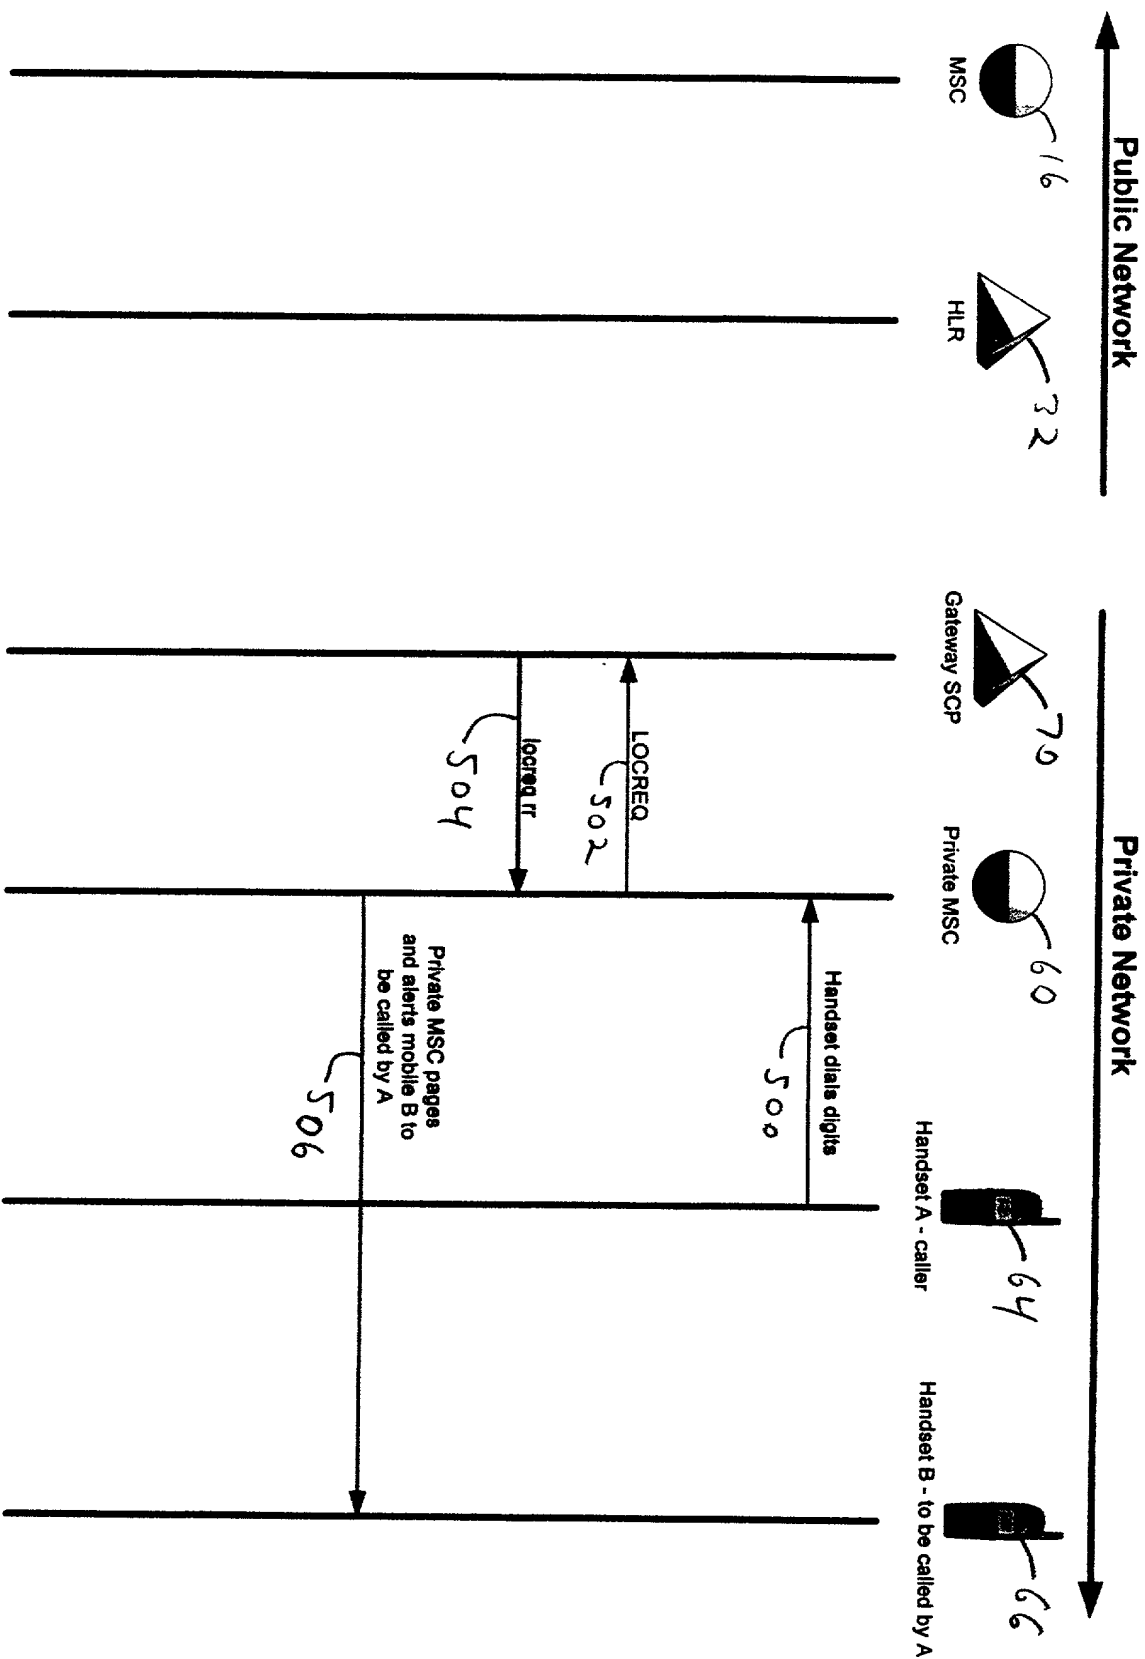 Public Network
Private Network
16
32
70
60
64
66
MSC
HLR
Gateway SCP
Private MSC
Handset A - caller
Handset B - to be called by A
Handset dials digits
500
LOCREQ
502
locreq rr
504
Private MSC pages
and alerts mobile B to
be called by A
506